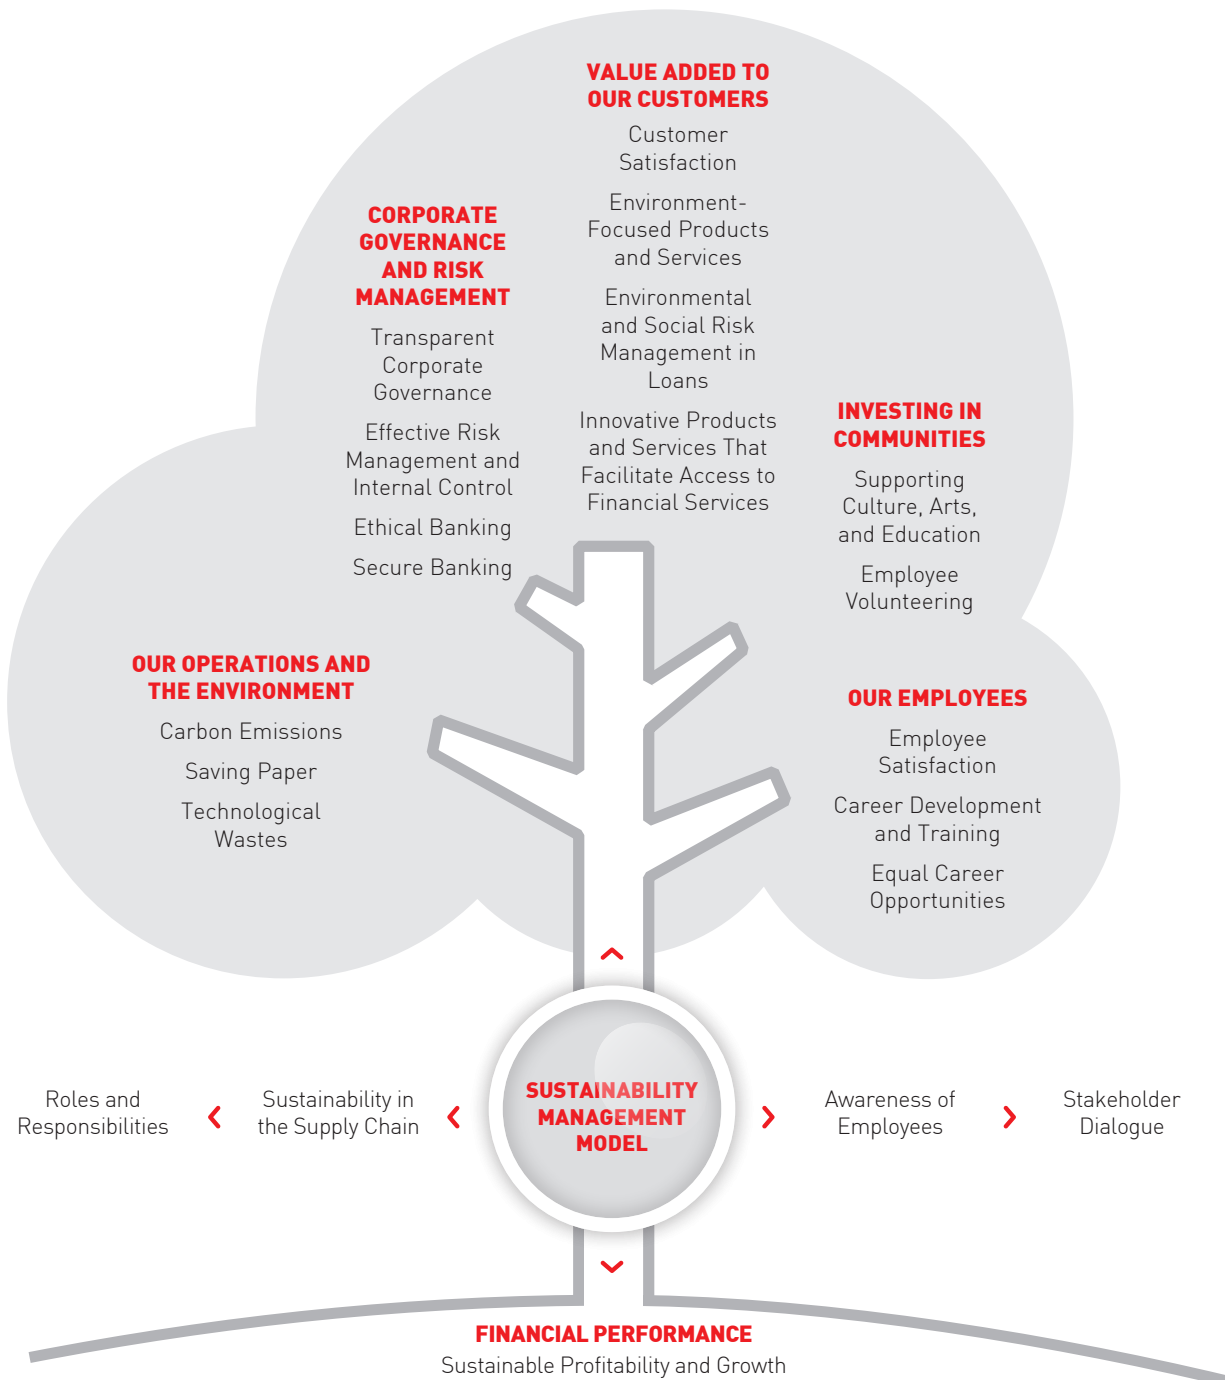 VALUE ADDED TO
OUR CUSTOMERS
Customer
Satisfaction
Environment-
Focused Products
and Services
Environmental
and Social Risk
Management in
Loans
Innovative Products
and Services That
Facilitate Access to
Financial Services
CORPORATE
GOVERNANCE
AND RISK
MANAGEMENT
Transparent
Corporate
Governance
Effective Risk
Management and
Internal Control
Ethical Banking
Secure Banking
INVESTING IN
COMMUNITIES
Supporting
Culture, Arts,
and Education
Employee
Volunteering
OUR OPERATIONS AND
THE ENVIRONMENT
Carbon Emissions
Saving Paper
Technological
Wastes
OUR EMPLOYEES
Employee
Satisfaction
Career Development
and Training
Equal Career
Opportunities
Roles and
Responsibilities
Sustainability in
the Supply Chain
SUSTAINABILITY
MANAGEMENT
MODEL
Awareness of
Employees
Stakeholder
Dialogue
FINANCIAL PERFORMANCE
Sustainable Profitability and Growth